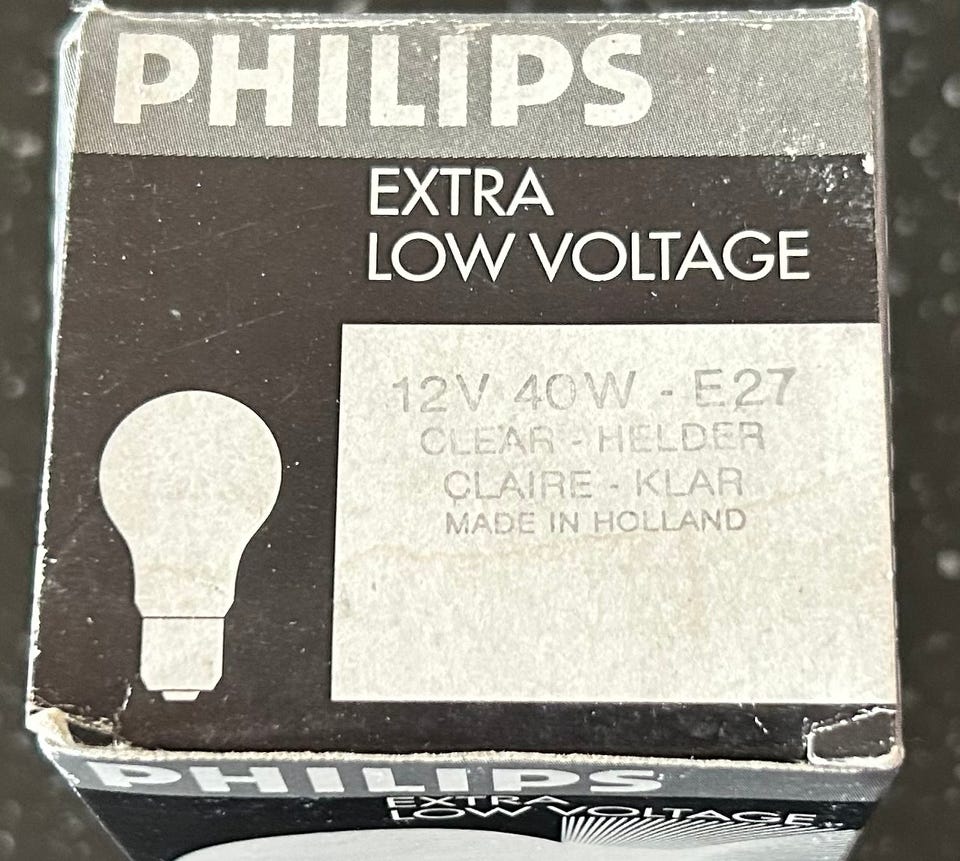 PHILIPS
EXTRA
LOW VOLTAGE
12V 40W - E27
CLEAR - HELDER
CLAIRE - KLAR
MADE IN HOLLAND
PHILIPS
EXTRA
LOW VOLTAGE